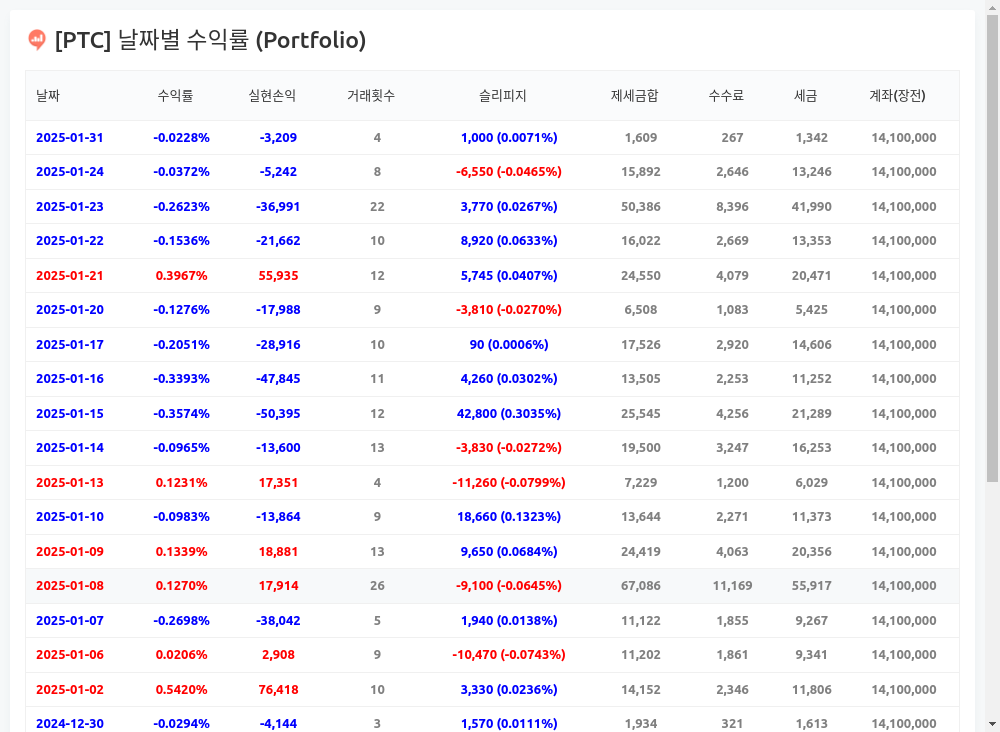 [PTC] 날짜별 수익률 (Portfolio)
날짜 수익률 실현손익 거래횟수 슬리피지 제세금합 수수료 세금 계좌(장전)
2025-01-31 -0.0228% -3,209 4 1,000 (0.0071%) 1,609 267 1,342 14,100,000
2025-01-24 -0.0372% -5,242 8 -6,550 (-0.0465%) 15,892 2,646 13,246 14,100,000
2025-01-23 -0.2623% -36,991 22 3,770 (0.0267%) 50,386 8,396 41,990 14,100,000
2025-01-22 -0.1536% -21,662 10 8,920 (0.0633%) 16,022 2,669 13,353 14,100,000
2025-01-21 0.3967% 55,935 12 5,745 (0.0407%) 24,550 4,079 20,471 14,100,000
2025-01-20 -0.1276% -17,988 9 -3,810 (-0.0270%) 6,508 1,083 5,425 14,100,000
2025-01-17 -0.2051% -28,916 10 90 (0.0006%) 17,526 2,920 14,606 14,100,000
2025-01-16 -0.3393% -47,845 11 4,260 (0.0302%) 13,505 2,253 11,252 14,100,000
2025-01-15 -0.3574% -50,395 12 42,800 (0.3035%) 25,545 4,256 21,289 14,100,000
2025-01-14 -0.0965% -13,600 13 -3,830 (-0.0272%) 19,500 3,247 16,253 14,100,000
2025-01-13 0.1231% 17,351 4 -11,260 (-0.0799%) 7,229 1,200 6,029 14,100,000
2025-01-10 -0.0983% -13,864 9 18,660 (0.1323%) 13,644 2,271 11,373 14,100,000
2025-01-09 0.1339% 18,881 13 9,650 (0.0684%) 24,419 4,063 20,356 14,100,000
2025-01-08 0.1270% 17,914 26 -9,100 (-0.0645%) 67,086 11,169 55,917 14,100,000
2025-01-07 -0.2698% -38,042 5 1,940 (0.0138%) 11,122 1,855 9,267 14,100,000
2025-01-06 0.0206% 2,908 9 -10,470 (-0.0743%) 11,202 1,861 9,341 14,100,000
2025-01-02 0.5420% 76,418 10 3,330 (0.0236%) 14,152 2,346 11,806 14,100,000
2024-12-30 -0.0294% -4,144 3 1,570 (0.0111%) 1,934 321 1,613 14,100,000